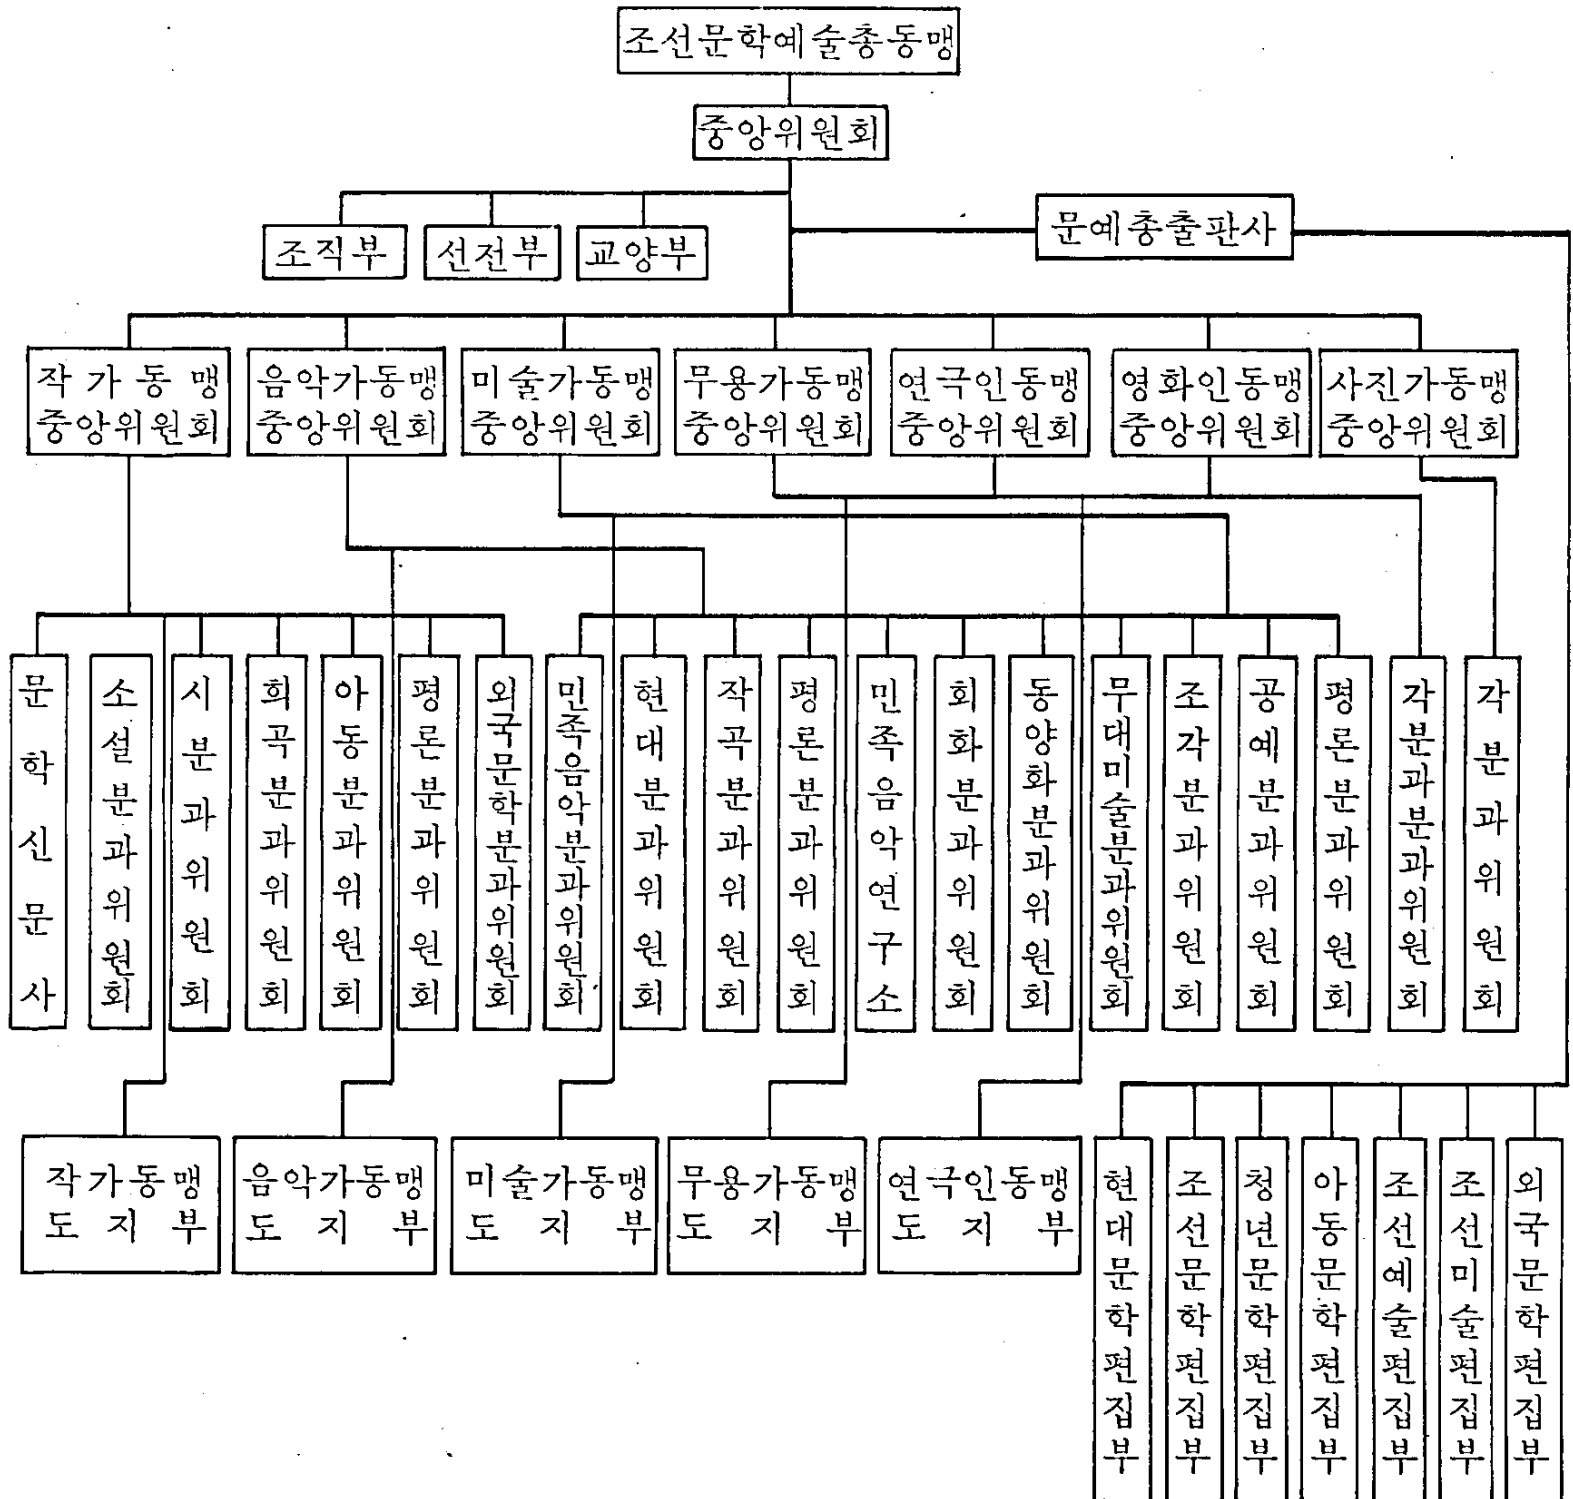 조선문학예술총동맹
중앙위원회
조직부
선전부
교양부
문예총출판사
작가동맹
중앙위원회
음악가동맹
중앙위원회
미술가동맹
중앙위원회
무용가동맹
중앙위원회
연극인동맹
중앙위원회
영화인동맹
중앙위원회
사진가동맹
중앙위원회
문학신문사
소설분과위원회
시분과위원회
희곡분과위원회
아동분과위원회
평론분과위원회
외국문학분과위원회
민족음악분과위원회
현대분과위원회
작곡분과위원회
평론분과위원회
민족음악연구소
회화분과위원회
동양화분과위원회
무대미술분과위원회
조각분과위원회
공예분과위원회
평론분과위원회
각분과분과위원회
각분과위원회
작가동맹
도지부
음악가동맹
도지부
미술가동맹
도지부
무용가동맹
도지부
연극인동맹
도지부
현대문학편집부
조선문학편집부
청년문학편집부
아동문학편집부
조선예술편집부
조선미술편집부
외국문학편집부